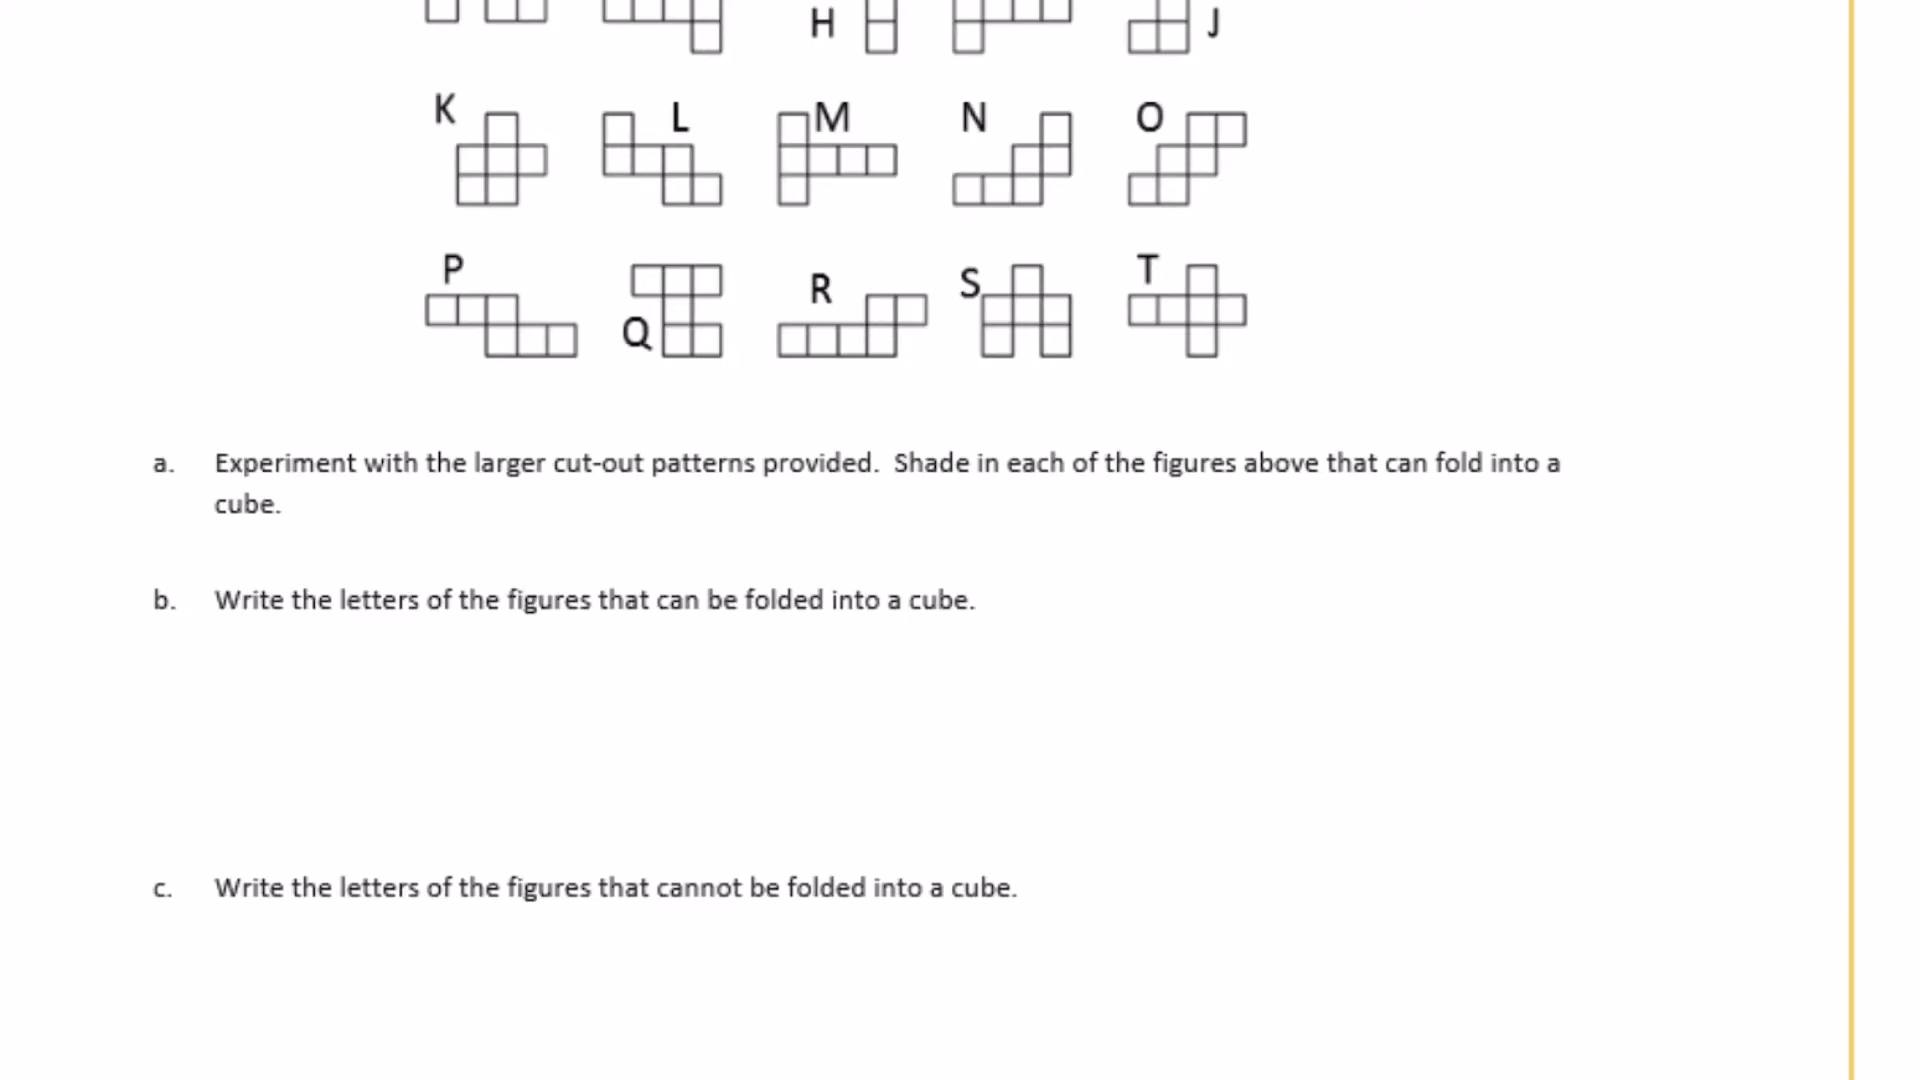 H J
K L M N O
P Q R S T
a. Experiment with the larger cut-out patterns provided. Shade in each of the figures above that can fold into a
cube.
b. Write the letters of the figures that can be folded into a cube.
c. Write the letters of the figures that cannot be folded into a cube.